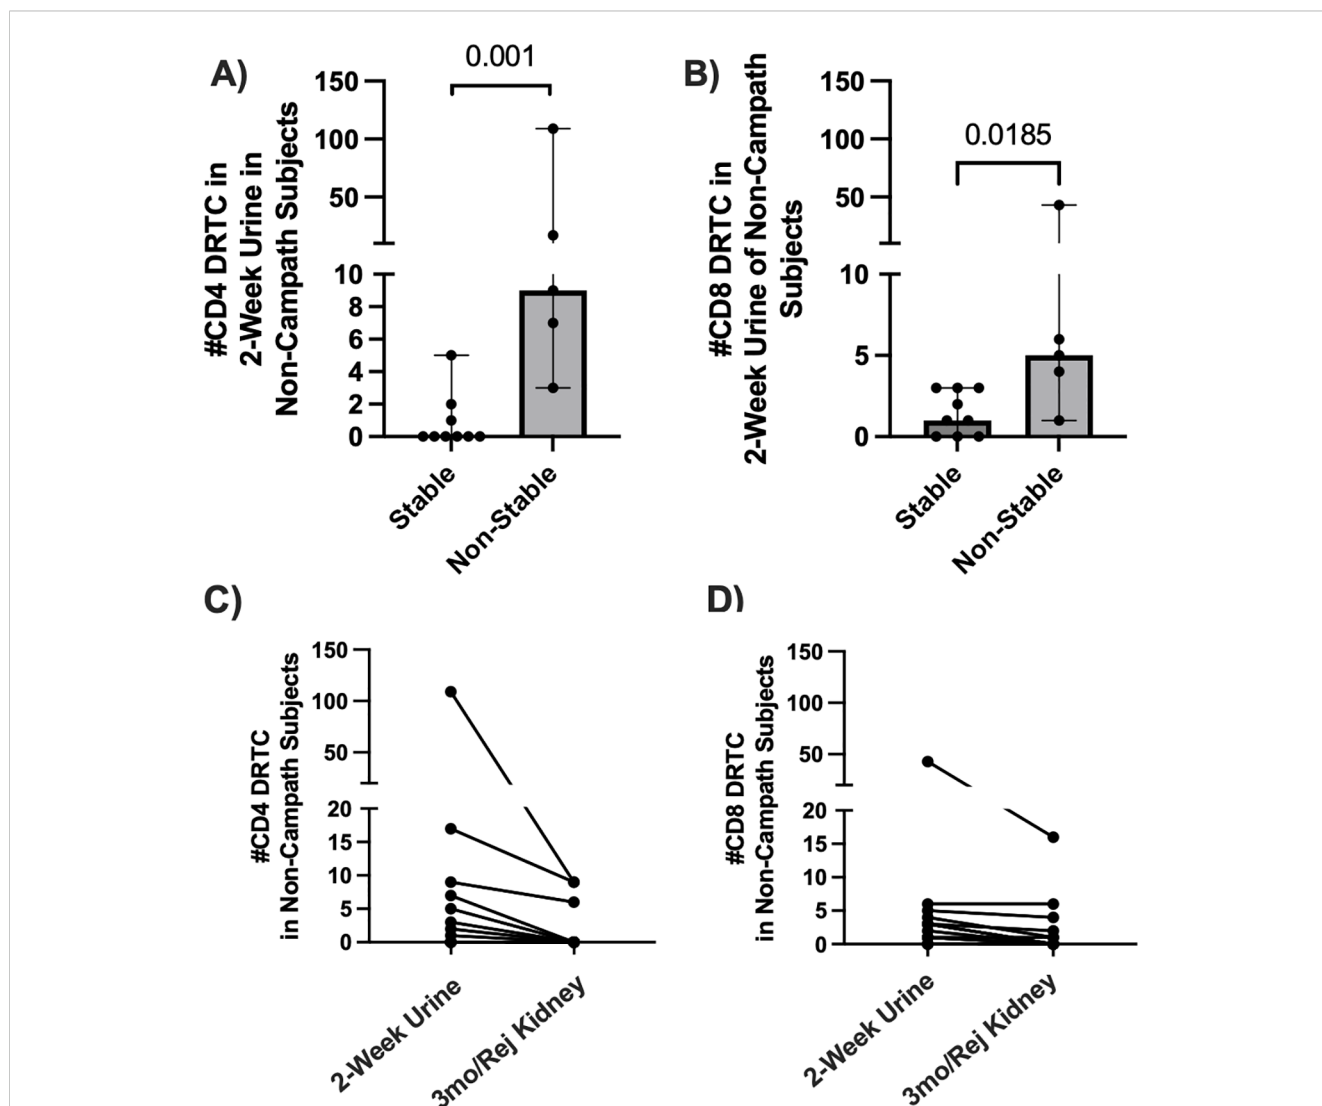 A)
#CD4 DRTC in
2-Week Urine in
Non-Campath Subjects
0.001
150
100
50
10
8
6
4
2
0
Stable
Non-Stable
B)
#CD8 DRTC in
2-Week Urine of Non-Campath
Subjects
0.0185
150
100
50
10
5
0
Stable
Non-Stable
C)
#CD4 DRTC
in Non-Campath Subjects
150
100
50
20
15
10
5
0
2-Week Urine
3mo/Rej Kidney
D)
#CD8 DRTC
in Non-Campath Subjects
150
100
50
20
15
10
5
0
2-Week Urine
3mo/Rej Kidney